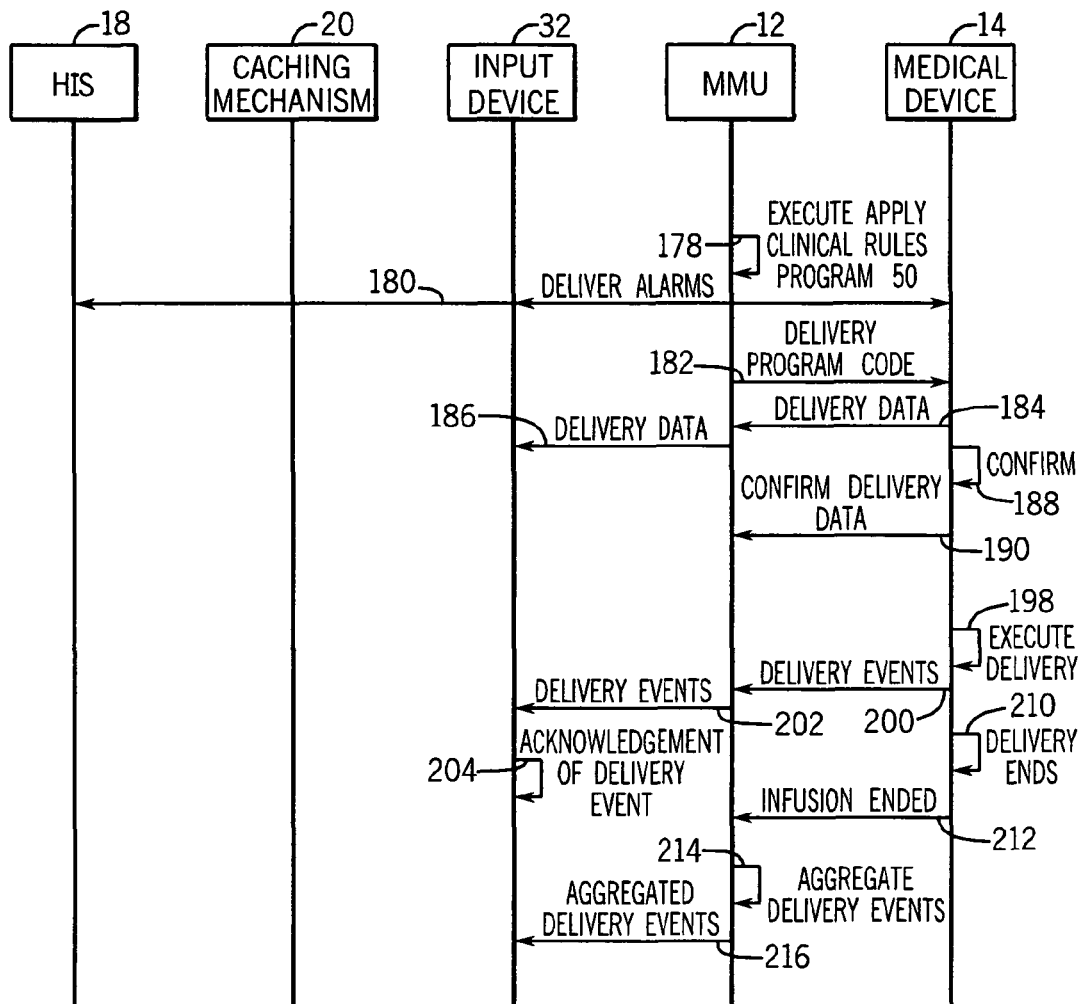 18
20
32
12
14
HIS
CACHING
MECHANISM
INPUT
DEVICE
MMU
MEDICAL
DEVICE
178
EXECUTE APPLY
CLINICAL RULES
PROGRAM 50
180
DELIVER ALARMS
DELIVERY
PROGRAM CODE
182
DELIVERY DATA
184
186
DELIVERY DATA
CONFIRM
188
CONFIRM DELIVERY
DATA
190
198
EXECUTE
DELIVERY
DELIVERY EVENTS
200
DELIVERY EVENTS
202
210
DELIVERY
ENDS
204
ACKNOWLEDGEMENT
OF DELIVERY
EVENT
INFUSION ENDED
212
214
AGGREGATE
DELIVERY EVENTS
AGGREGATED
DELIVERY EVENTS
216